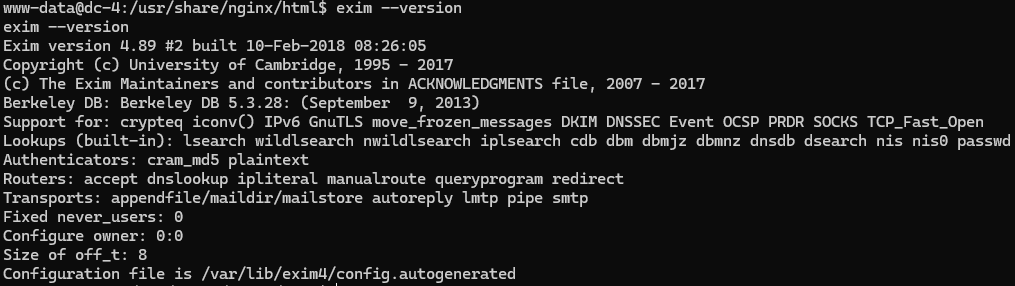 www-data@dc-4:/usr/share/nginx/html$ exim --version
exim --version
Exim version 4.89 #2 built 10-Feb-2018 08:26:05
Copyright (c) University of Cambridge, 1995 - 2017
(c) The Exim Maintainers and contributors in ACKNOWLEDGMENTS file, 2007 - 2017
Berkeley DB: Berkeley DB 5.3.28: (September  9, 2013)
Support for: crypteq iconv() IPv6 GnuTLS move_frozen_messages DKIM DNSSEC Event OCSP PRDR SOCKS TCP_Fast_Open
Lookups (built-in): lsearch wildlsearch nwildlsearch iplsearch cdb dbm dbmjz dbmnz dnsdb dsearch nis nis0 passwd
Authenticators: cram_md5 plaintext
Routers: accept dnslookup ipliteral manualroute queryprogram redirect
Transports: appendfile/maildir/mailstore autoreply lmtp pipe smtp
Fixed never_users: 0
Configure owner: 0:0
Size of off_t: 8
Configuration file is /var/lib/exim4/config.autogenerated